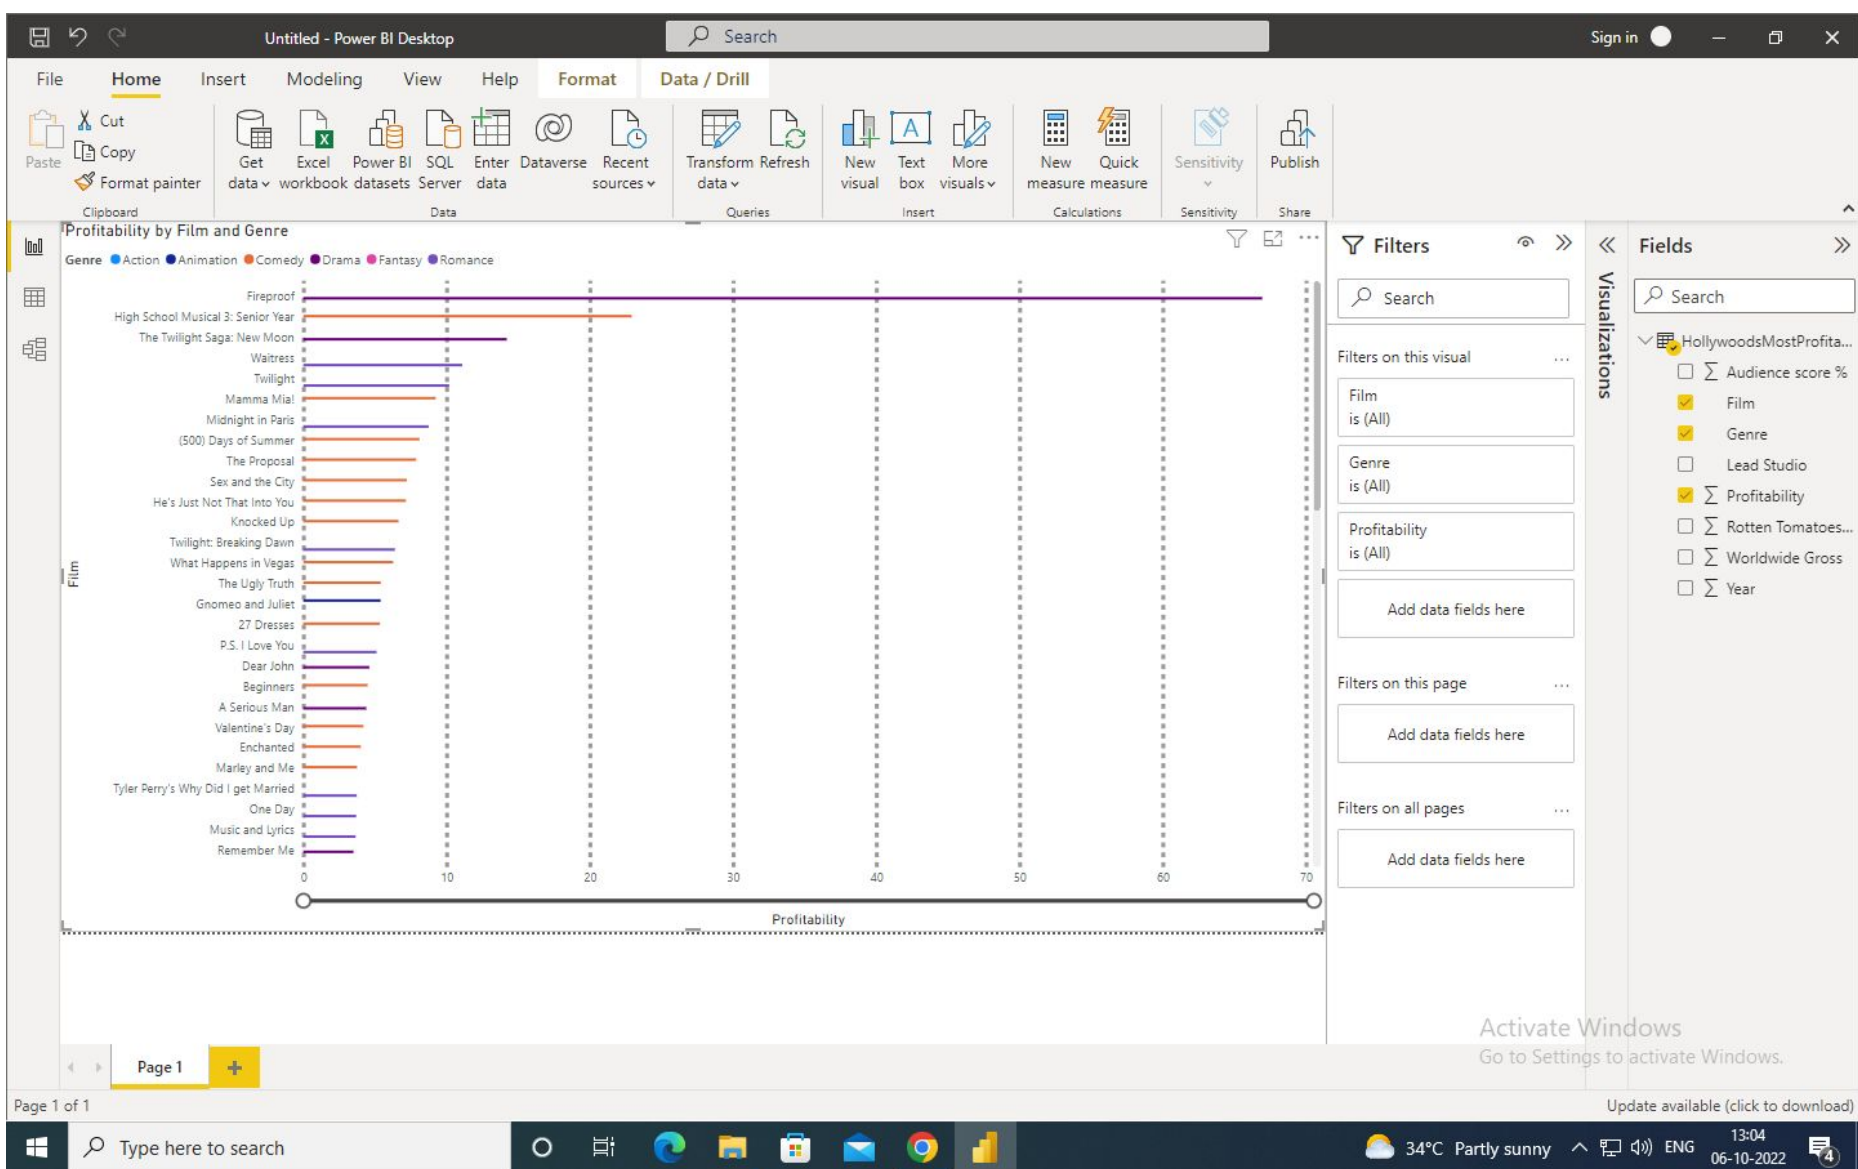 Untitled - Power BI Desktop
Search
Sign in
File Home Insert Modeling View Help Format Data / Drill
Paste
Cut
Copy
Format painter
Clipboard
Get data
Excel workbook
Power BI datasets
SQL Server
Enter data
Dataverse
Recent sources
Data
Transform data
Refresh
Queries
New visual
Text box
More visuals
Insert
New measure
Quick measure
Calculations
Sensitivity
Sensitivity
Publish
Share
Profitability by Film and Genre
Genre Action Animation Comedy Drama Fantasy Romance
Film
Fireproof
High School Musical 3: Senior Year
The Twilight Saga: New Moon
Waitress
Twilight
Mamma Mia!
Midnight in Paris
(500) Days of Summer
The Proposal
Sex and the City
He's Just Not That Into You
Knocked Up
Twilight: Breaking Dawn
What Happens in Vegas
The Ugly Truth
Gnomeo and Juliet
27 Dresses
P.S. I Love You
Dear John
Beginners
A Serious Man
Valentine's Day
Enchanted
Marley and Me
Tyler Perry's Why Did I get Married
One Day
Music and Lyrics
Remember Me
0 10 20 30 40 50 60 70
Profitability
Filters
Search
Filters on this visual ...
Film
is (All)
Genre
is (All)
Profitability
is (All)
Add data fields here
Filters on this page ...
Add data fields here
Filters on all pages ...
Add data fields here
Visualizations
Fields
Search
HollywoodsMostProfita...
∑ Audience score %
Film
Genre
Lead Studio
∑ Profitability
∑ Rotten Tomatoes...
∑ Worldwide Gross
∑ Year
Activate Windows
Go to Settings to activate Windows.
Page 1 +
Page 1 of 1
Update available (click to download)
Type here to search
34°C Partly sunny
ENG
13:04
06-10-2022
4